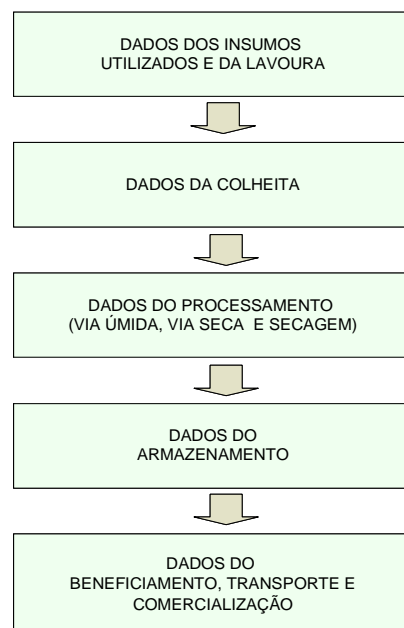 DADOS DOS INSUMOS
UTILIZADOS E DA LAVOURA
DADOS DA COLHEITA
DADOS DO PROCESSAMENTO
(VIA ÚMIDA, VIA SECA E SECAGEM)
DADOS DO
ARMAZENAMENTO
DADOS DO
BENEFICIAMENTO, TRANSPORTE E
COMERCIALIZAÇÃO